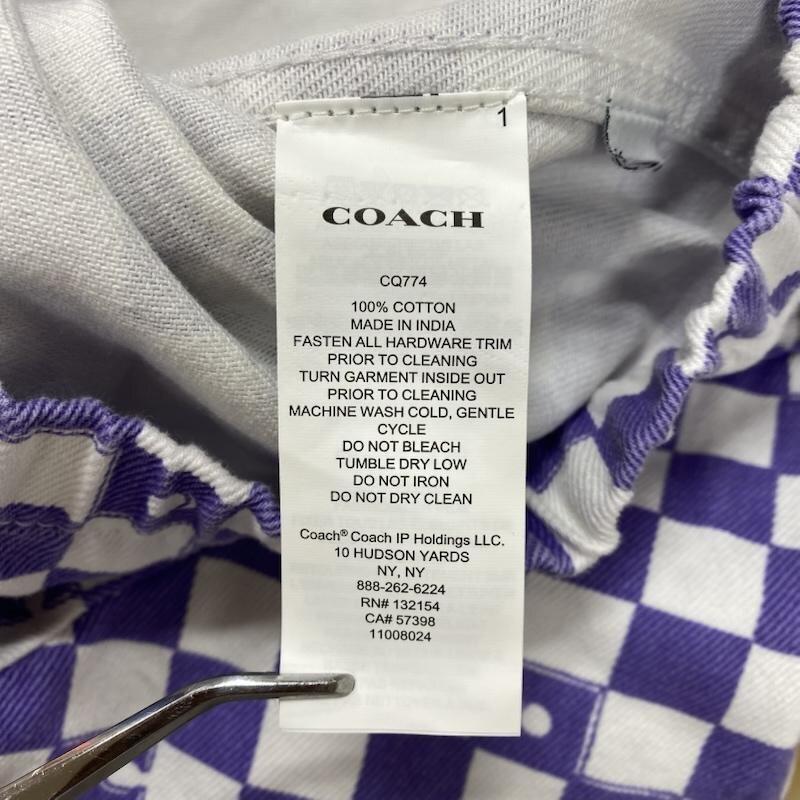 1
COACH
CQ774
100% COTTON
MADE IN INDIA
FASTEN ALL HARDWARE TRIM
PRIOR TO CLEANING
TURN GARMENT INSIDE OUT
PRIOR TO CLEANING
MACHINE WASH COLD, GENTLE
CYCLE
DO NOT BLEACH
TUMBLE DRY LOW
DO NOT IRON
DO NOT DRY CLEAN
Coach® Coach IP Holdings LLC.
10 HUDSON YARDS
NY, NY
888-262-6224
RN# 132154
CA# 57398
11008024